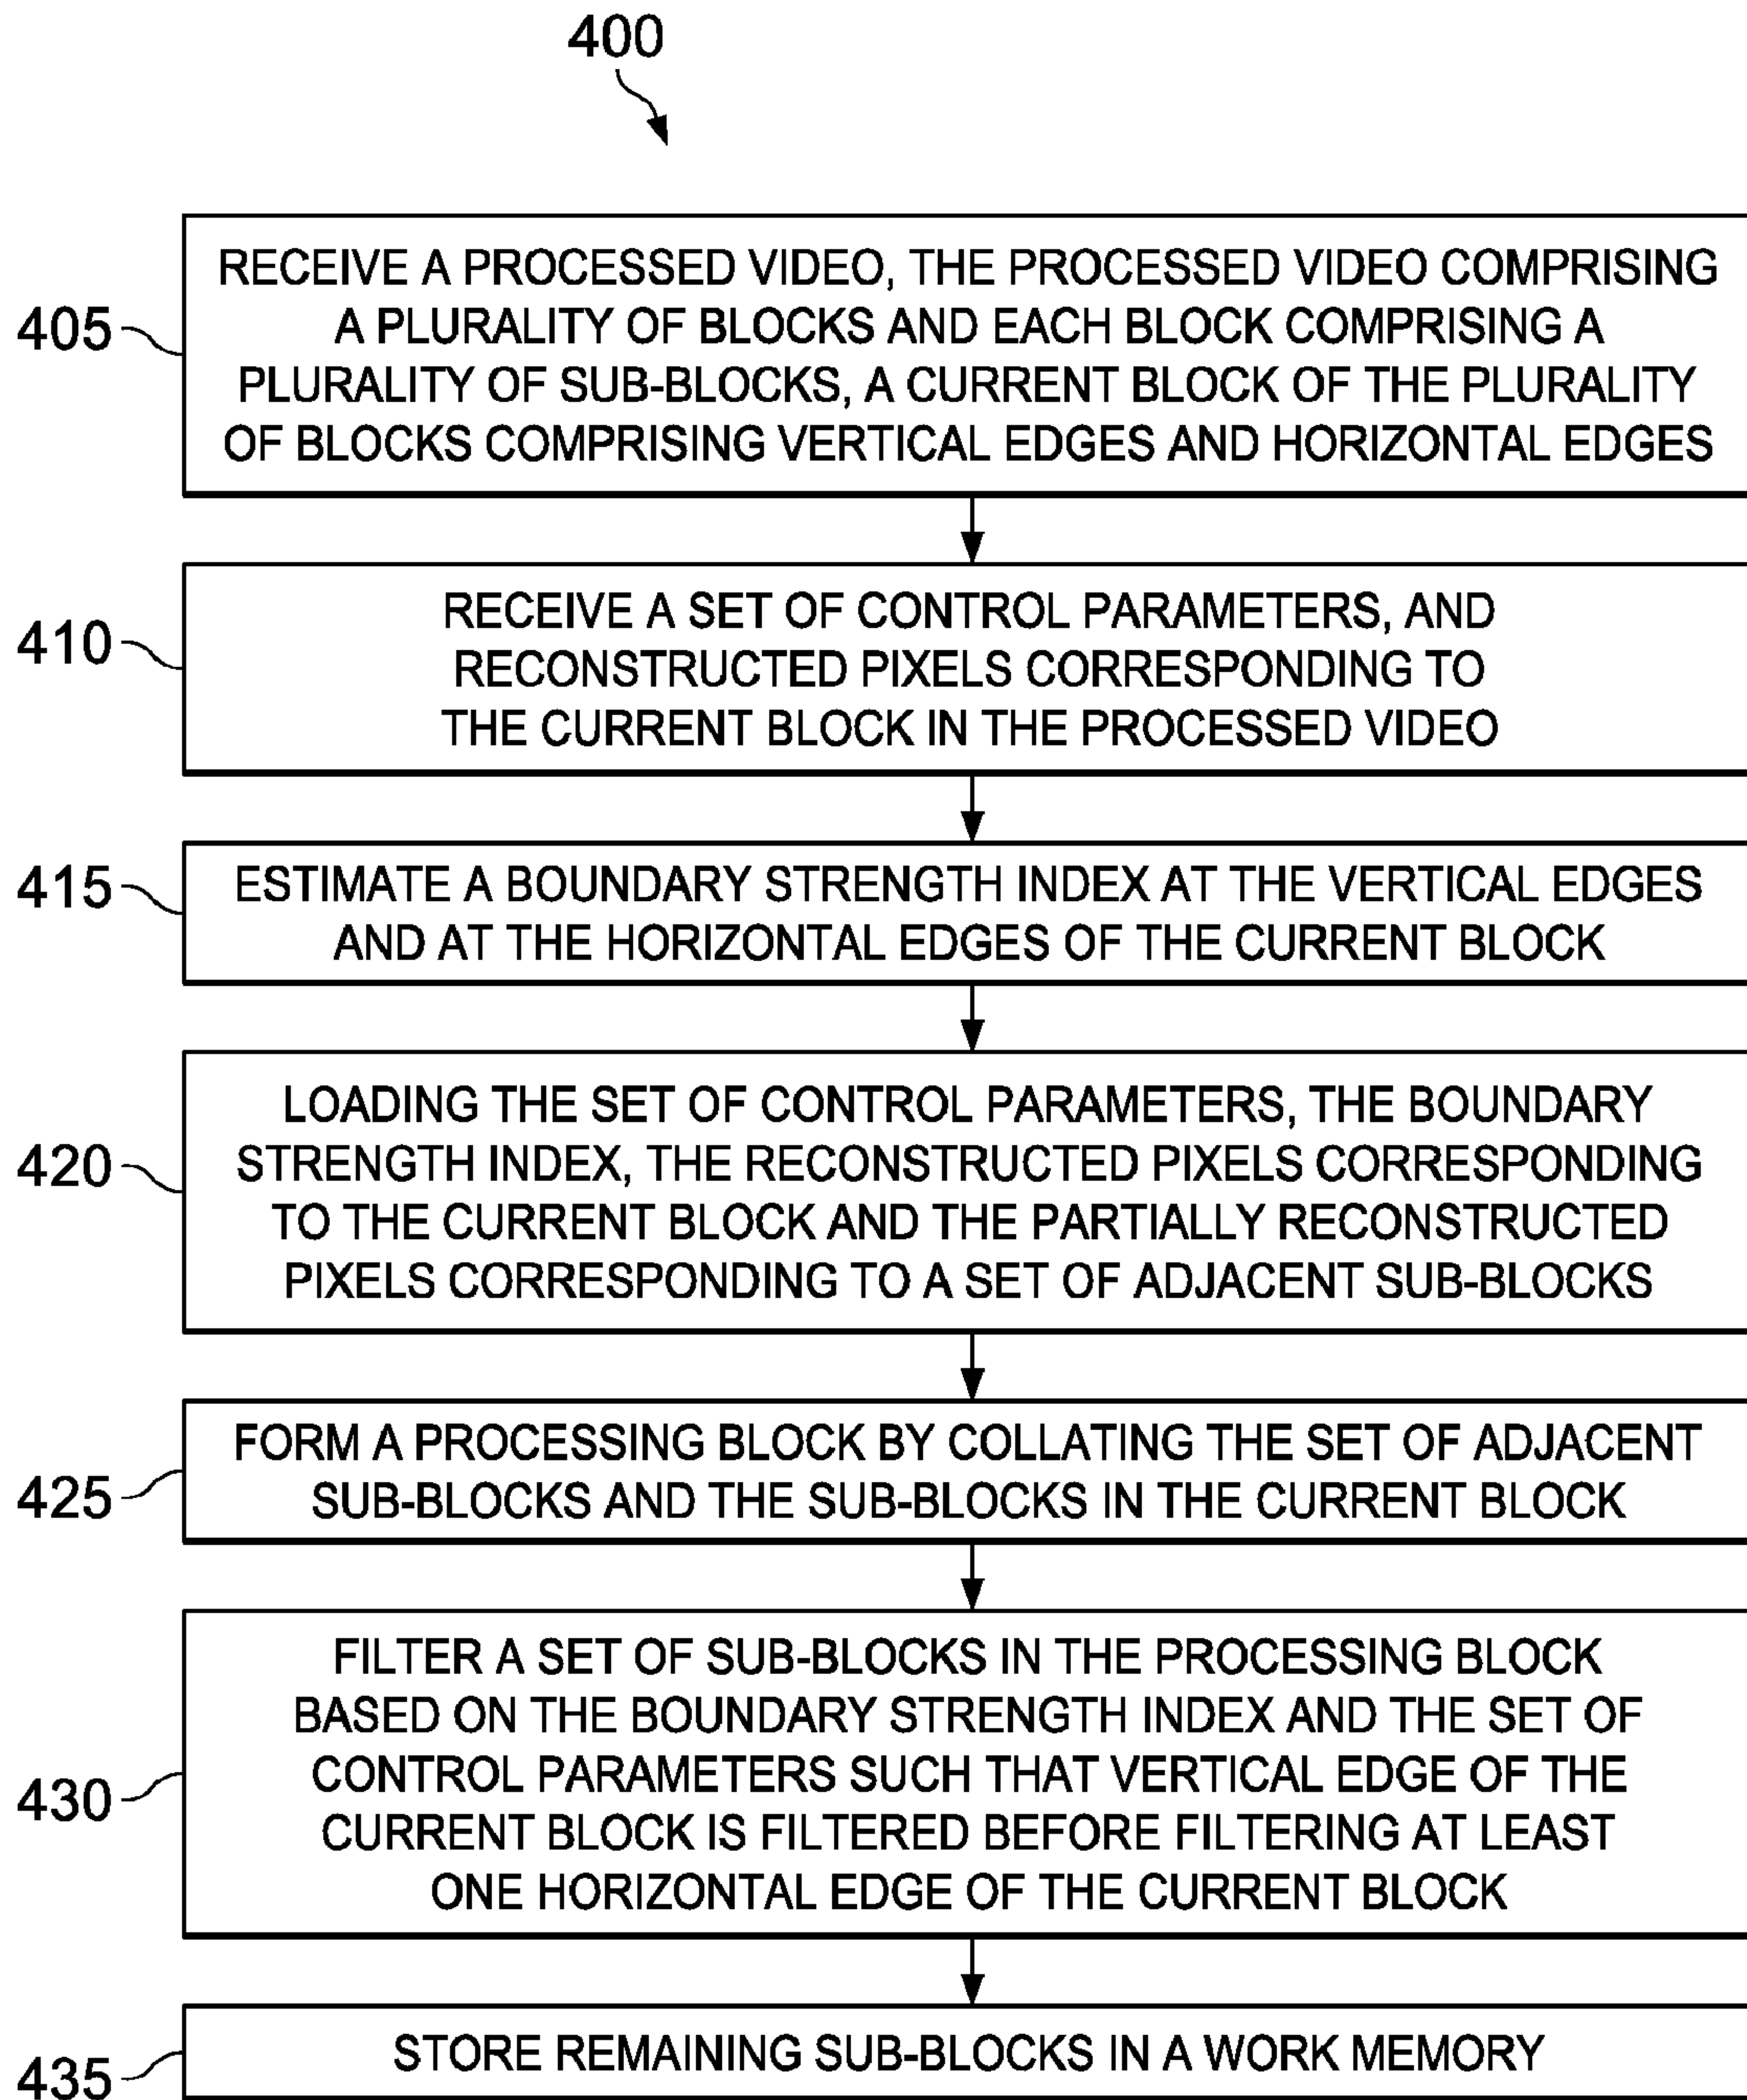 400
405
RECEIVE A PROCESSED VIDEO, THE PROCESSED VIDEO COMPRISING
A PLURALITY OF BLOCKS AND EACH BLOCK COMPRISING A
PLURALITY OF SUB-BLOCKS, A CURRENT BLOCK OF THE PLURALITY
OF BLOCKS COMPRISING VERTICAL EDGES AND HORIZONTAL EDGES
410
RECEIVE A SET OF CONTROL PARAMETERS, AND
RECONSTRUCTED PIXELS CORRESPONDING TO
THE CURRENT BLOCK IN THE PROCESSED VIDEO
415
ESTIMATE A BOUNDARY STRENGTH INDEX AT THE VERTICAL EDGES
AND AT THE HORIZONTAL EDGES OF THE CURRENT BLOCK
420
LOADING THE SET OF CONTROL PARAMETERS, THE BOUNDARY
STRENGTH INDEX, THE RECONSTRUCTED PIXELS CORRESPONDING
TO THE CURRENT BLOCK AND THE PARTIALLY RECONSTRUCTED
PIXELS CORRESPONDING TO A SET OF ADJACENT SUB-BLOCKS
425
FORM A PROCESSING BLOCK BY COLLATING THE SET OF ADJACENT
SUB-BLOCKS AND THE SUB-BLOCKS IN THE CURRENT BLOCK
430
FILTER A SET OF SUB-BLOCKS IN THE PROCESSING BLOCK
BASED ON THE BOUNDARY STRENGTH INDEX AND THE SET OF
CONTROL PARAMETERS SUCH THAT VERTICAL EDGE OF THE
CURRENT BLOCK IS FILTERED BEFORE FILTERING AT LEAST
ONE HORIZONTAL EDGE OF THE CURRENT BLOCK
435
STORE REMAINING SUB-BLOCKS IN A WORK MEMORY